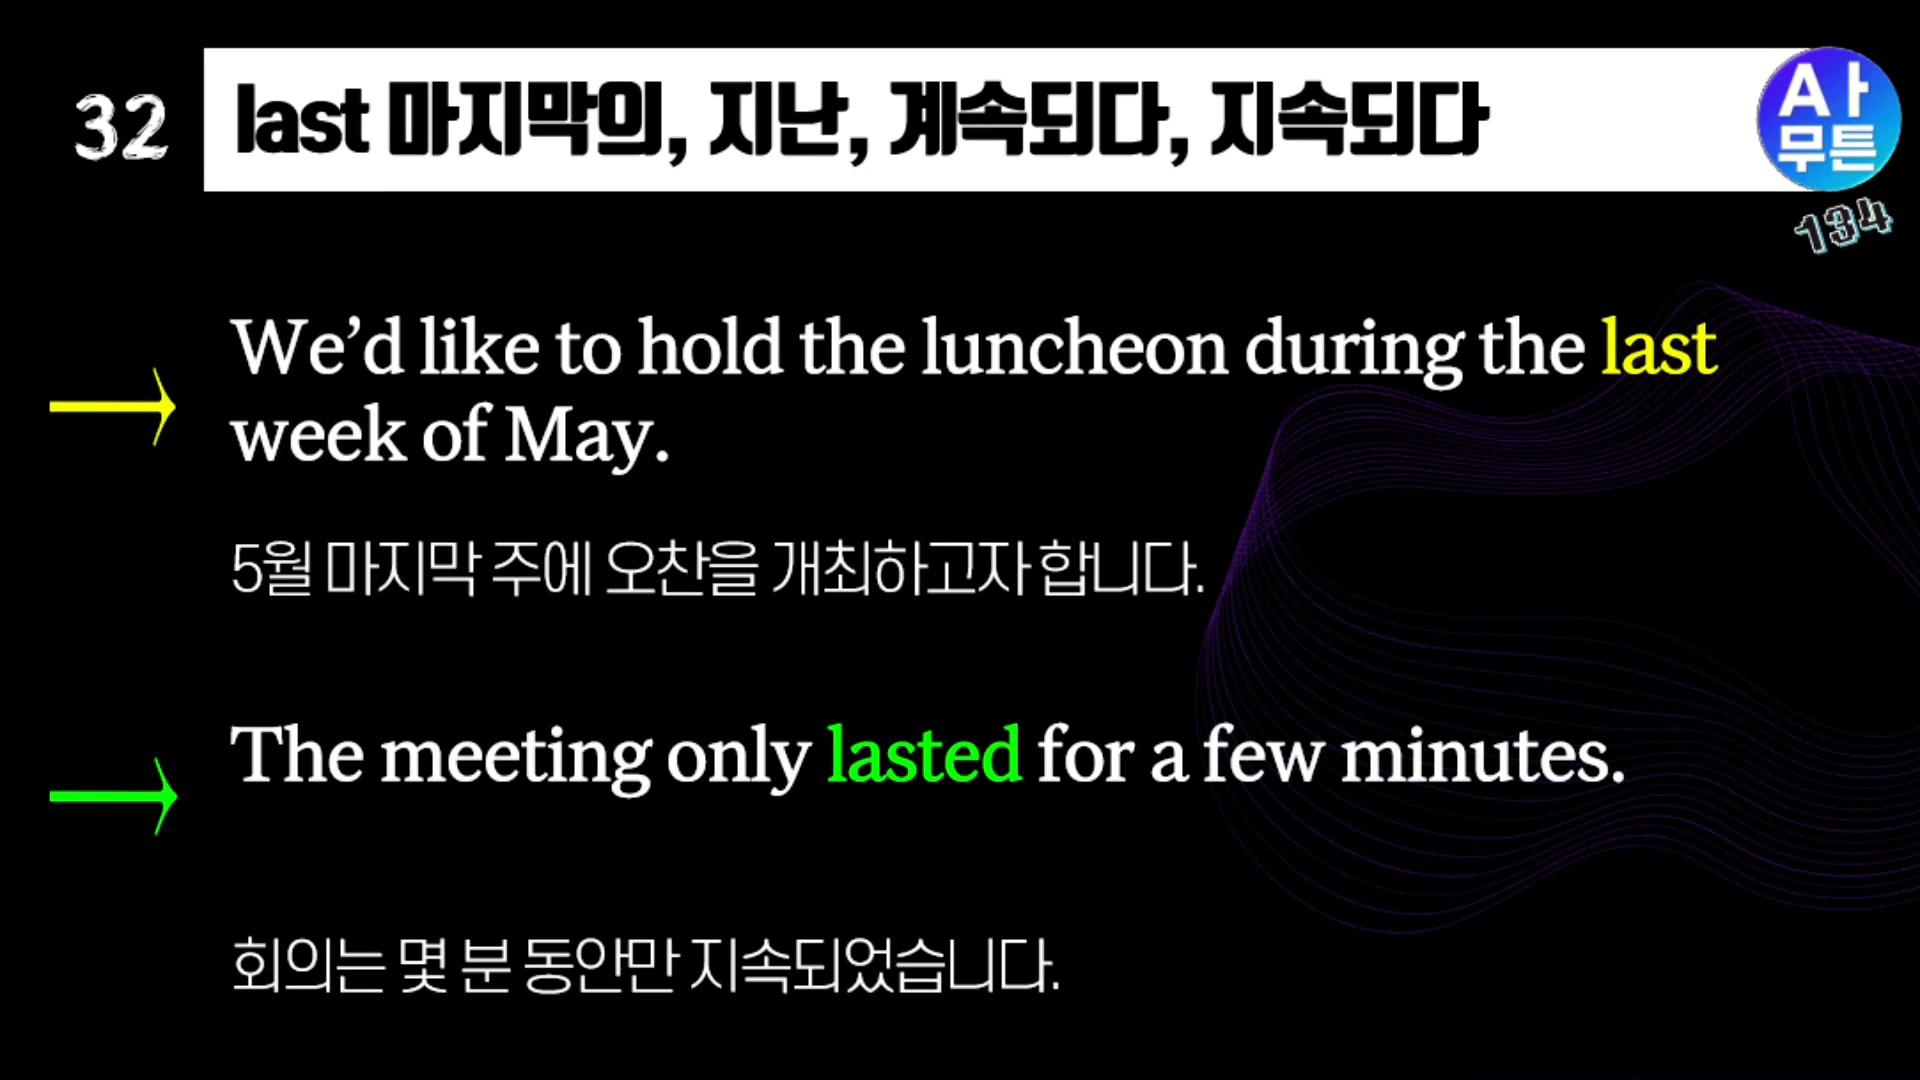 32
last 마지막의, 지난, 계속되다, 지속되다
A사
무튼
134
We’d like to hold the luncheon during the last
week of May.
5월 마지막 주에 오찬을 개최하고자 합니다.
The meeting only lasted for a few minutes.
회의는 몇 분 동안만 지속되었습니다.